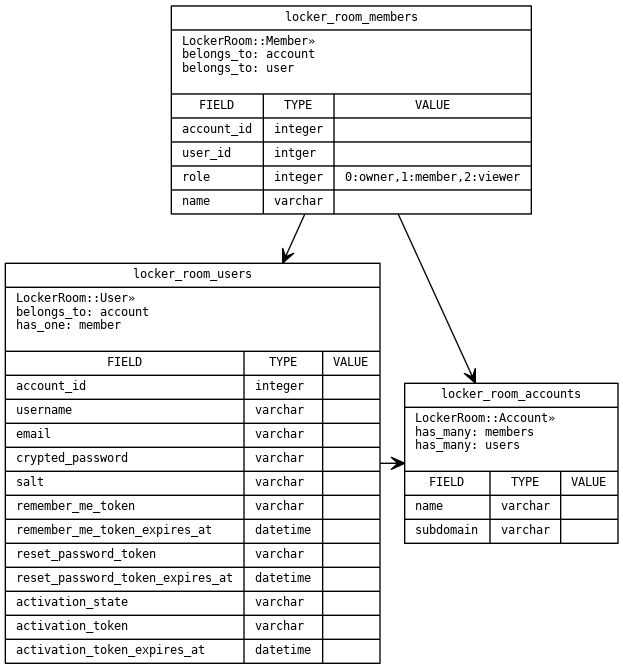 locker_room_members
LockerRoom::Member»
belongs_to: account
belongs_to: user
FIELD TYPE VALUE
account_id integer
user_id intger
role integer 0:owner,1:member,2:viewer
name varchar
locker_room_users
LockerRoom::User»
belongs_to: account
has_one: member
FIELD TYPE VALUE
account_id integer
username varchar
email varchar
crypted_password varchar
salt varchar
remember_me_token varchar
remember_me_token_expires_at datetime
reset_password_token varchar
reset_password_token_expires_at datetime
activation_state varchar
activation_token varchar
activation_token_expires_at datetime
locker_room_accounts
LockerRoom::Account»
has_many: members
has_many: users
FIELD TYPE VALUE
name varchar
subdomain varchar